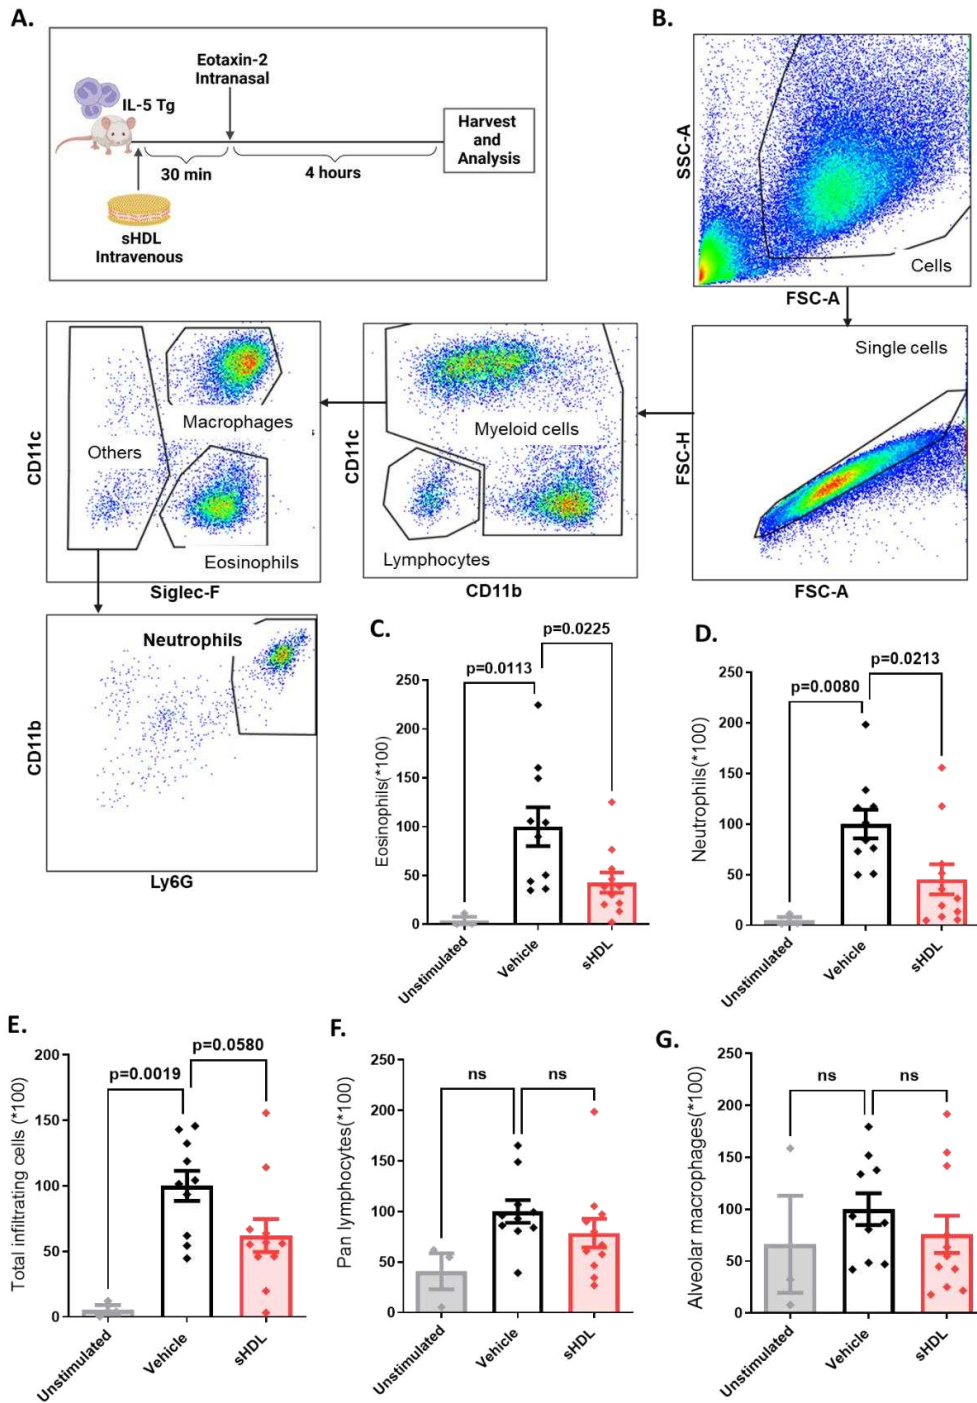 A.
Eotaxin-2
Intranasal
IL-5 Tg
30 min
4 hours
Harvest
and
Analysis
sHDL
Intravenous
B.
SSC-A
Cells
FSC-A
Single cells
FSC-H
FSC-A
Myeloid cells
Lymphocytes
CD11c
CD11b
Macrophages
Others
Eosinophils
CD11c
Siglec-F
Neutrophils
CD11b
Ly6G
C.
p=0.0225
p=0.0113
Eosinophils(*100)
250
200
150
100
50
0
Unstimulated
Vehicle
sHDL
D.
p=0.0213
p=0.0080
Neutrophils(*100)
250
200
150
100
50
0
Unstimulated
Vehicle
sHDL
E.
p=0.0580
p=0.0019
Total infiltrating cells (*100)
200
150
100
50
0
Unstimulated
Vehicle
sHDL
F.
ns
ns
Pan lymphocytes(*100)
250
200
150
100
50
0
Unstimulated
Vehicle
sHDL
G.
ns
ns
Alveolar macrophages(*100)
250
200
150
100
50
0
Unstimulated
Vehicle
sHDL